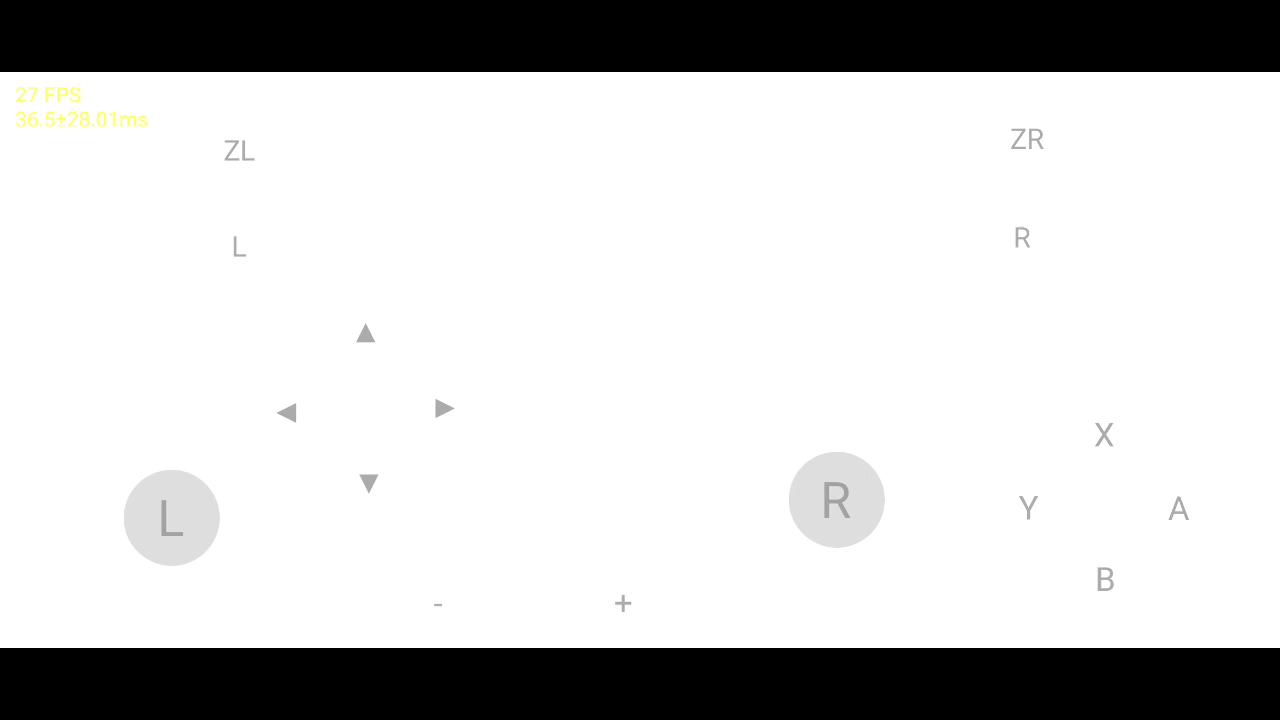 27 FPS
36.5±28.01ms
ZL
ZR
L
R
▲
◀
▶
▼
X
Y
A
B
L
R
-
+